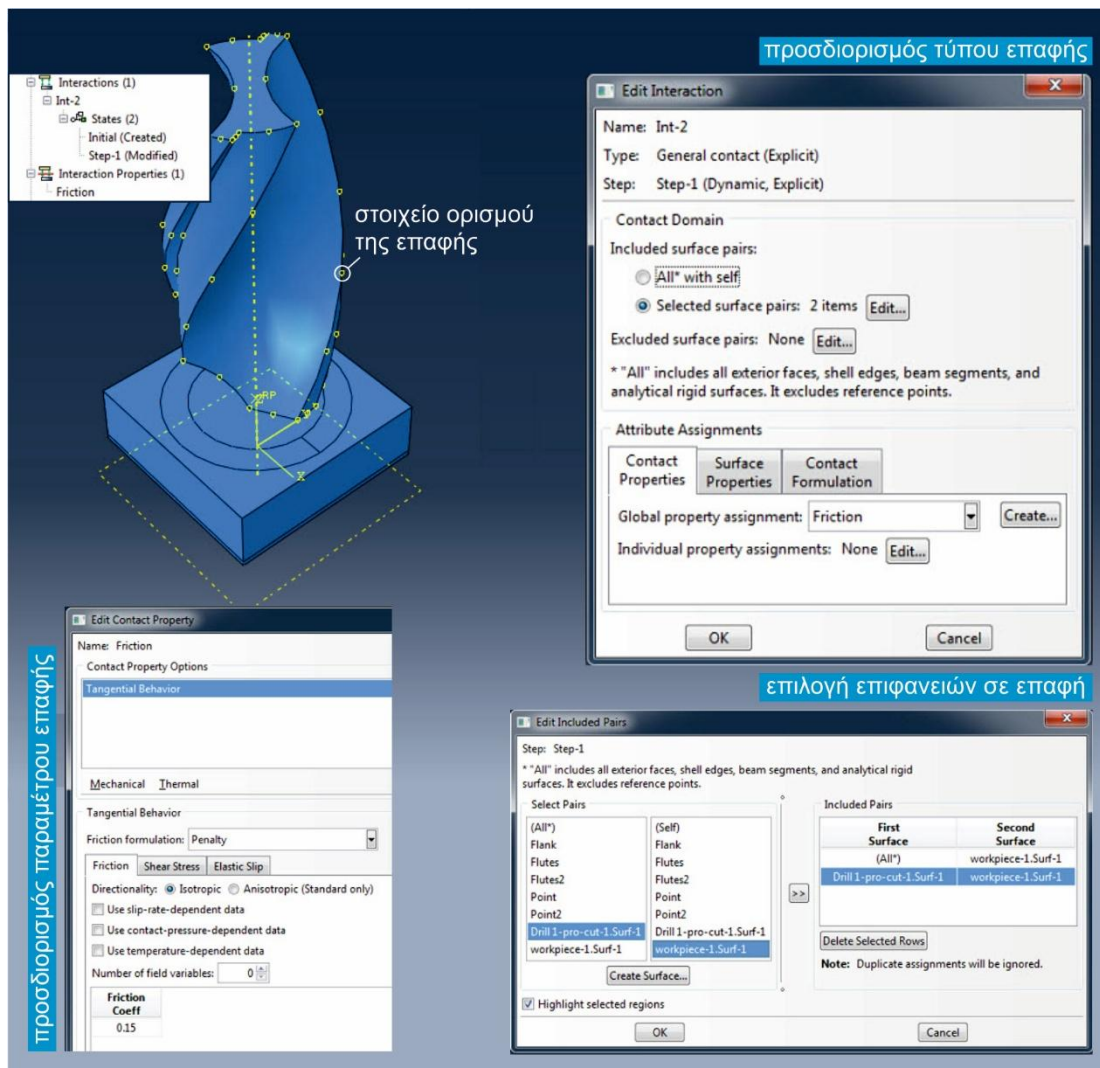 Interactions (1)
Int-2
States (2)
Initial (Created)
Step-1 (Modified)
Interaction Properties (1)
Friction
στοιχείο ορισμού
της επαφής
RP
X
προσδιορισμός τύπου επαφής
Edit Interaction
Name: Int-2
Type: General contact (Explicit)
Step: Step-1 (Dynamic, Explicit)
Contact Domain
Included surface pairs:
All* with self
Selected surface pairs: 2 items Edit...
Excluded surface pairs: None Edit...
* "All" includes all exterior faces, shell edges, beam segments, and
analytical rigid surfaces. It excludes reference points.
Attribute Assignments
Contact Properties Surface Properties Contact Formulation
Global property assignment: Friction Create...
Individual property assignments: None Edit...
OK Cancel
προσδιορισμός παραμέτρου επαφής
Edit Contact Property
Name: Friction
Contact Property Options
Tangential Behavior
Mechanical Thermal
Tangential Behavior
Friction formulation: Penalty
Friction Shear Stress Elastic Slip
Directionality: Isotropic Anisotropic (Standard only)
Use slip-rate-dependent data
Use contact-pressure-dependent data
Use temperature-dependent data
Number of field variables: 0
Friction
Coeff
0.15
επιλογή επιφανειών σε επαφή
Edit Included Pairs
Step: Step-1
* "All" includes all exterior faces, shell edges, beam segments, and analytical rigid
surfaces. It excludes reference points.
Select Pairs
(All*) (Self)
Flank Flank
Flutes Flutes
Flutes2 Flutes2
Point Point
Point2 Point2
Drill 1-pro-cut-1.Surf-1 Drill 1-pro-cut-1.Surf-1
workpiece-1.Surf-1 workpiece-1.Surf-1
Create Surface...
>>
Included Pairs
First Surface Second Surface
(All*) workpiece-1.Surf-1
Drill 1-pro-cut-1.Surf-1 workpiece-1.Surf-1
Delete Selected Rows
Note: Duplicate assignments will be ignored.
Highlight selected regions
OK Cancel